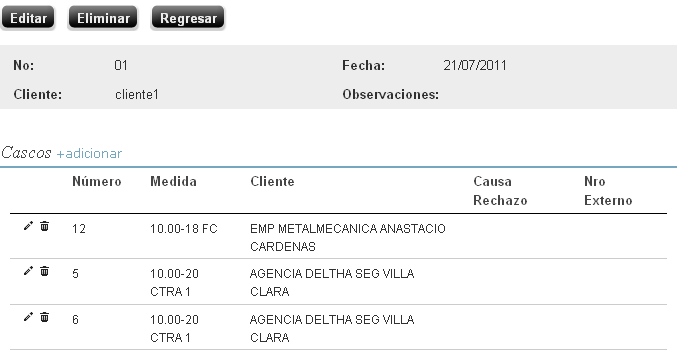 Editar Eliminar Regresar
No: 01 Fecha: 21/07/2011
Cliente: cliente1 Observaciones:
Cascos +adicionar
Número Medida Cliente Causa Rechazo Nro Externo
12 10.00-18 FC EMP METALMECANICA ANASTACIO CARDENAS
5 10.00-20 CTRA 1 AGENCIA DELTHA SEG VILLA CLARA
6 10.00-20 CTRA 1 AGENCIA DELTHA SEG VILLA CLARA